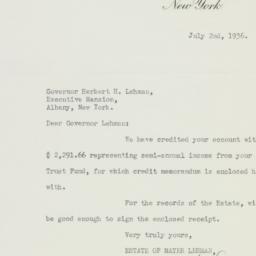 New York
July 2nd, 1936.
Governor Herbert H. Lehman,
Executive Mansion,
Albany, New York.
Dear Governor Lehman:
We have credited your account wit
$ 2,291.66 representing semi-annual income from your
Trust Fund, for which credit memorandum is enclosed h
with.
For the records of the Estate, wi
be good enough to sign the enclosed receipt.
Very truly yours,
ESTATE OF MAYER LEHMAN,